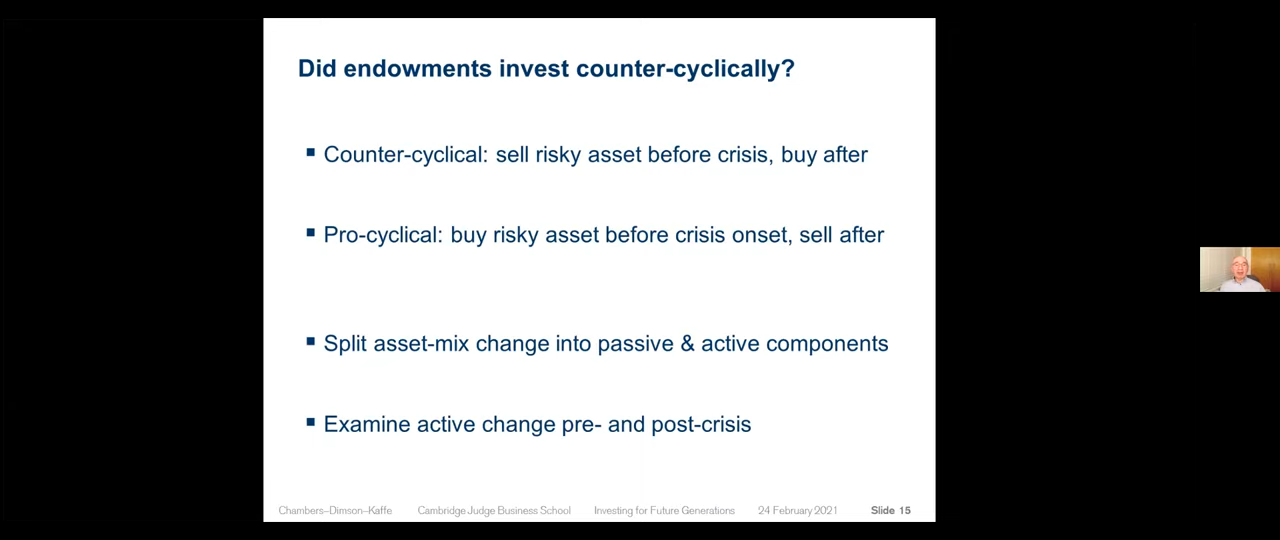 Did endowments invest counter-cyclically?
▪ Counter-cyclical: sell risky asset before crisis, buy after
▪ Pro-cyclical: buy risky asset before crisis onset, sell after
▪ Split asset-mix change into passive & active components
▪ Examine active change pre- and post-crisis
Chambers–Dimson–Kaffe Cambridge Judge Business School Investing for Future Generations 24 February 2021 Slide 15